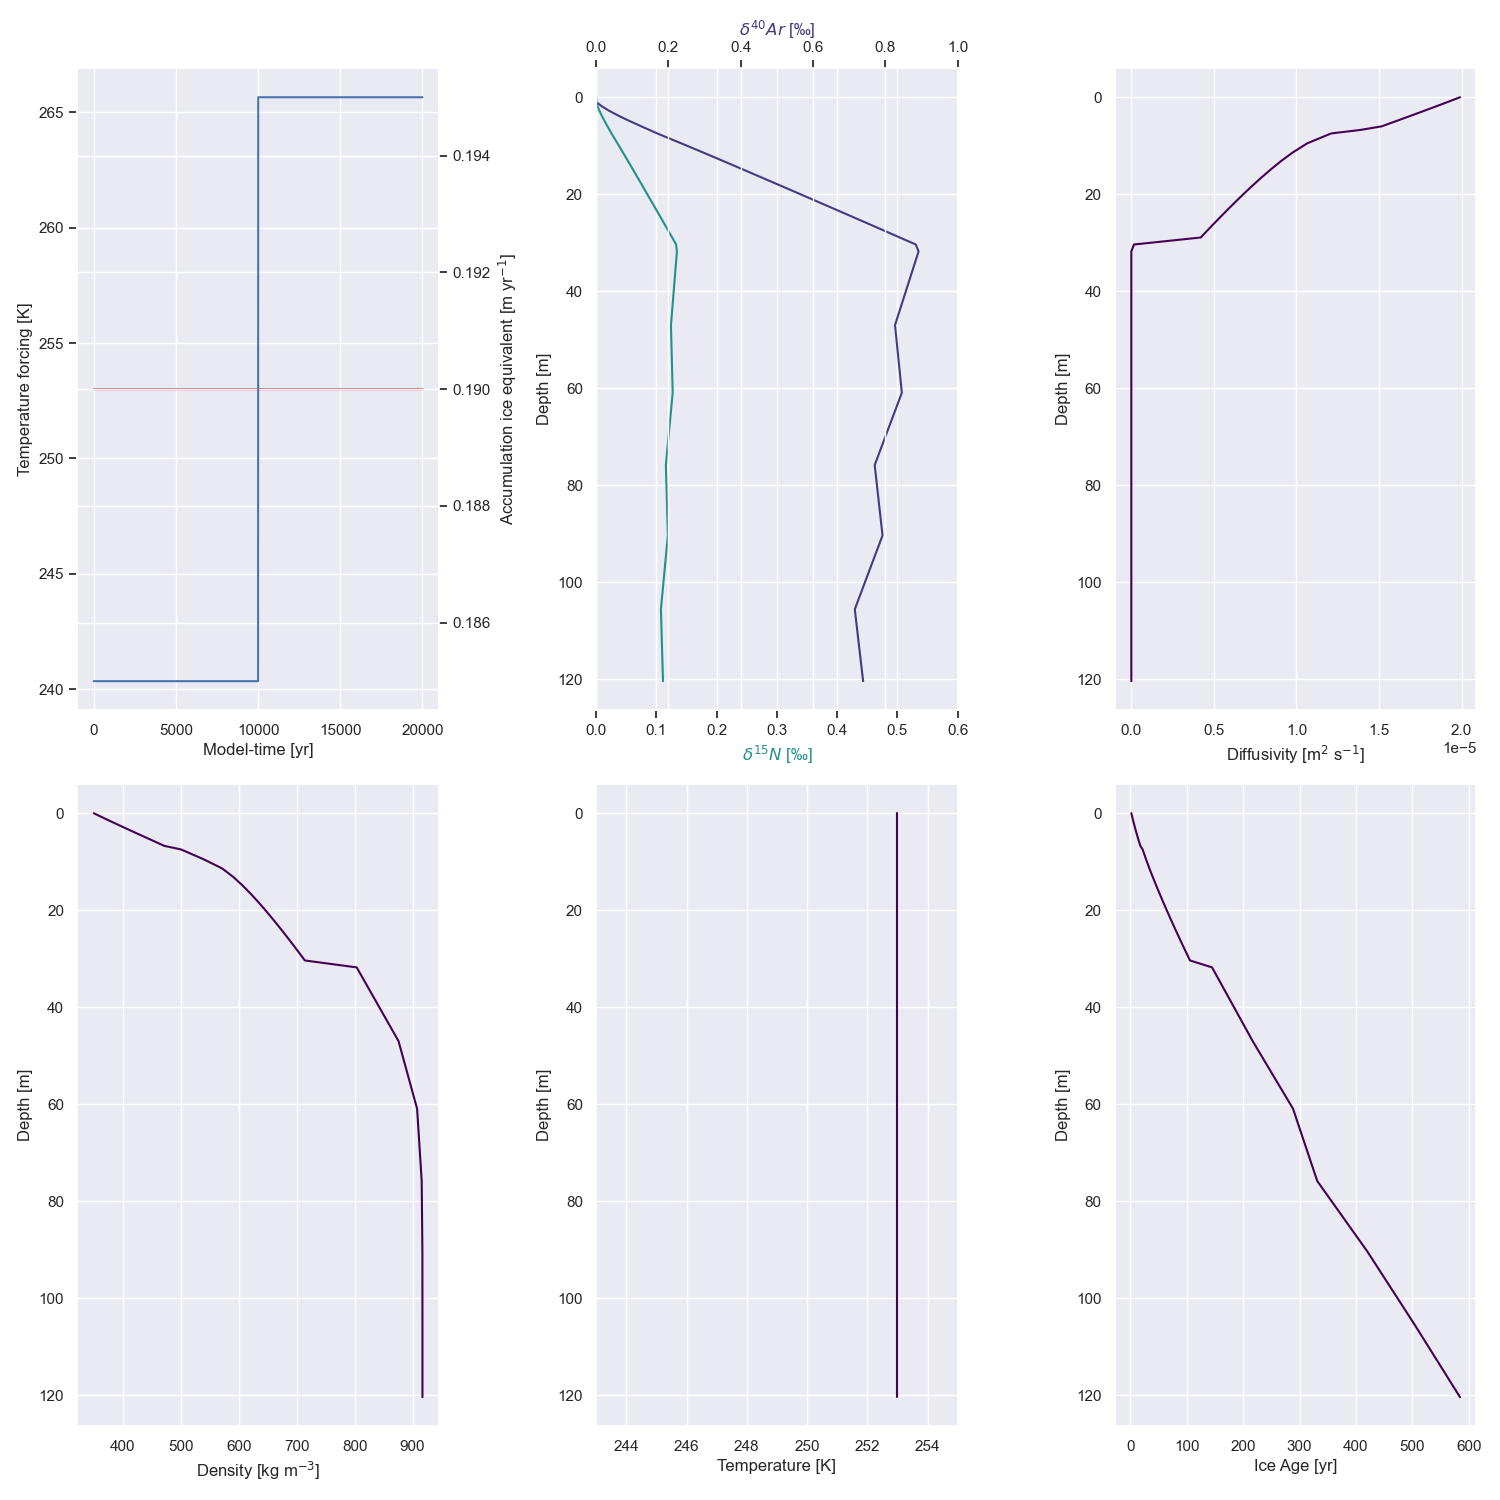 δ⁴⁰Ar [‰]
0.0 0.2 0.4 0.6 0.8 1.0
265
260
255
250
245
240
Temperature forcing [K]
0.194
0.192
0.190
0.188
0.186
Accumulation ice equivalent [m yr⁻¹]
0 5000 10000 15000 20000
Model-time [yr]
0
20
40
60
80
100
120
Depth [m]
0.0 0.1 0.2 0.3 0.4 0.5 0.6
δ¹⁵N [‰]
0
20
40
60
80
100
120
Depth [m]
0.0 0.5 1.0 1.5 2.0
1e−5
Diffusivity [m² s⁻¹]
0
20
40
60
80
100
120
Depth [m]
400 500 600 700 800 900
Density [kg m⁻³]
0
20
40
60
80
100
120
Depth [m]
244 246 248 250 252 254
Temperature [K]
0
20
40
60
80
100
120
Depth [m]
0 100 200 300 400 500 600
Ice Age [yr]